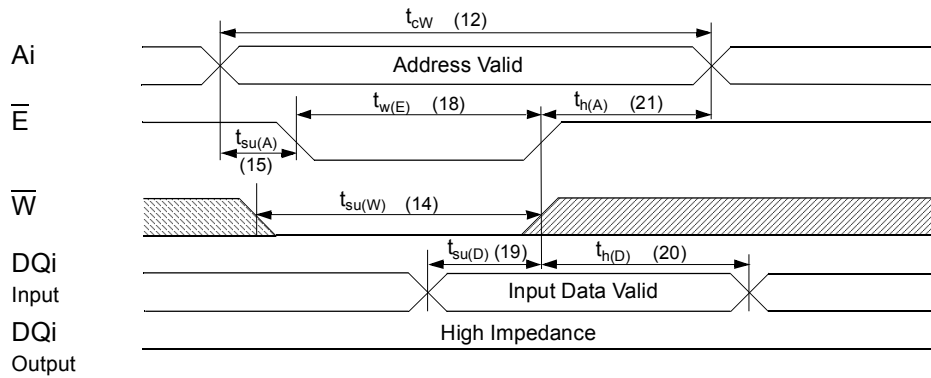 tcW (12)
Ai
Address Valid
tw(E) (18)
th(A) (21)
E
tsu(A)
(15)
W
tsu(W) (14)
tsu(D) (19)
th(D) (20)
DQi
Input
Input Data Valid
DQi
Output
High Impedance